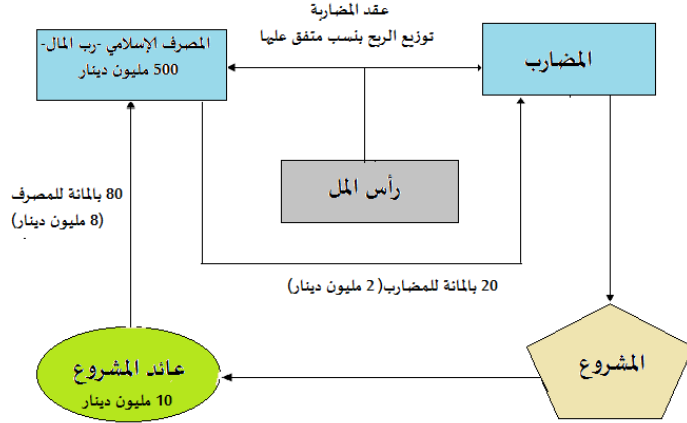 عقد المضاربة
توزيع الربح بنسب متفق عليها
المصرف الإسلامي -رب المال-
500 مليون دينار
المضارب
رأس المل
80 بالمائة للمصرف
(8 مليون دينار)
20 بالمائة للمضارب( 2 مليون دينار)
المشروع
عائد المشروع
10 مليون دينار